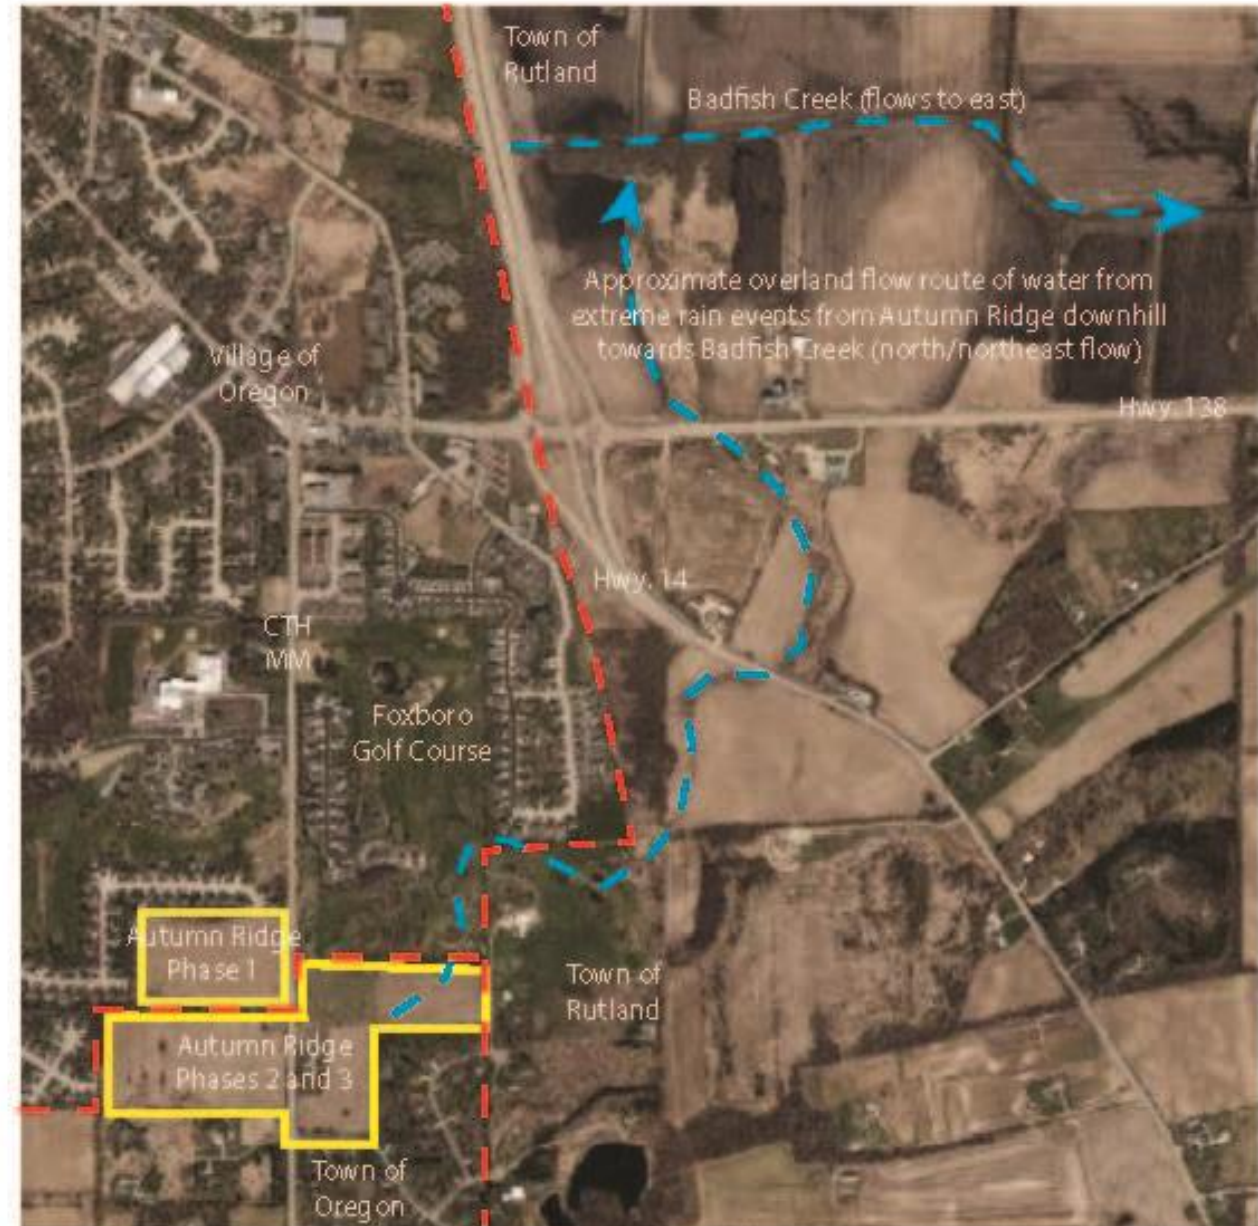 Town of
Rutland
Badfish Creek (flows to east)
Approximate overland flow route of water from
extreme rain events from Autumn Ridge downhill
towards Badfish Creek (north/northeast flow)
Village of
Oregon
Hwy. 138
Hwy. 14
CTH
MM
Foxboro
Golf Course
Autumn Ridge
Phase 1
Town of
Rutland
Autumn Ridge
Phases 2 and 3
Town of
Oregon